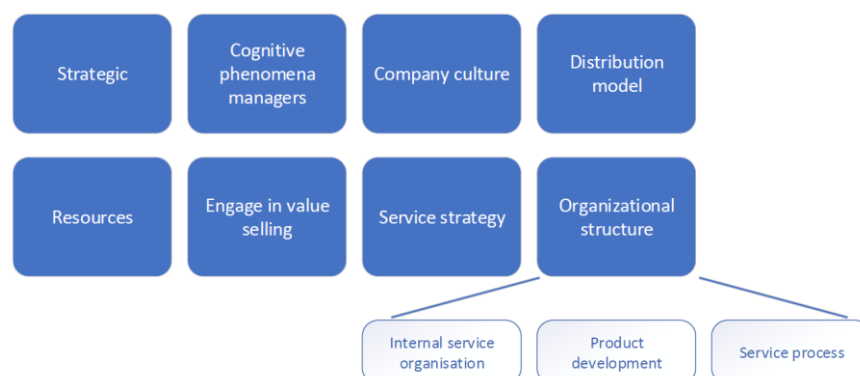 Strategic
Cognitive
phenomena
managers
Company culture
Distribution
model
Resources
Engage in value
selling
Service strategy
Organizational
structure
Internal service
organisation
Product
development
Service process